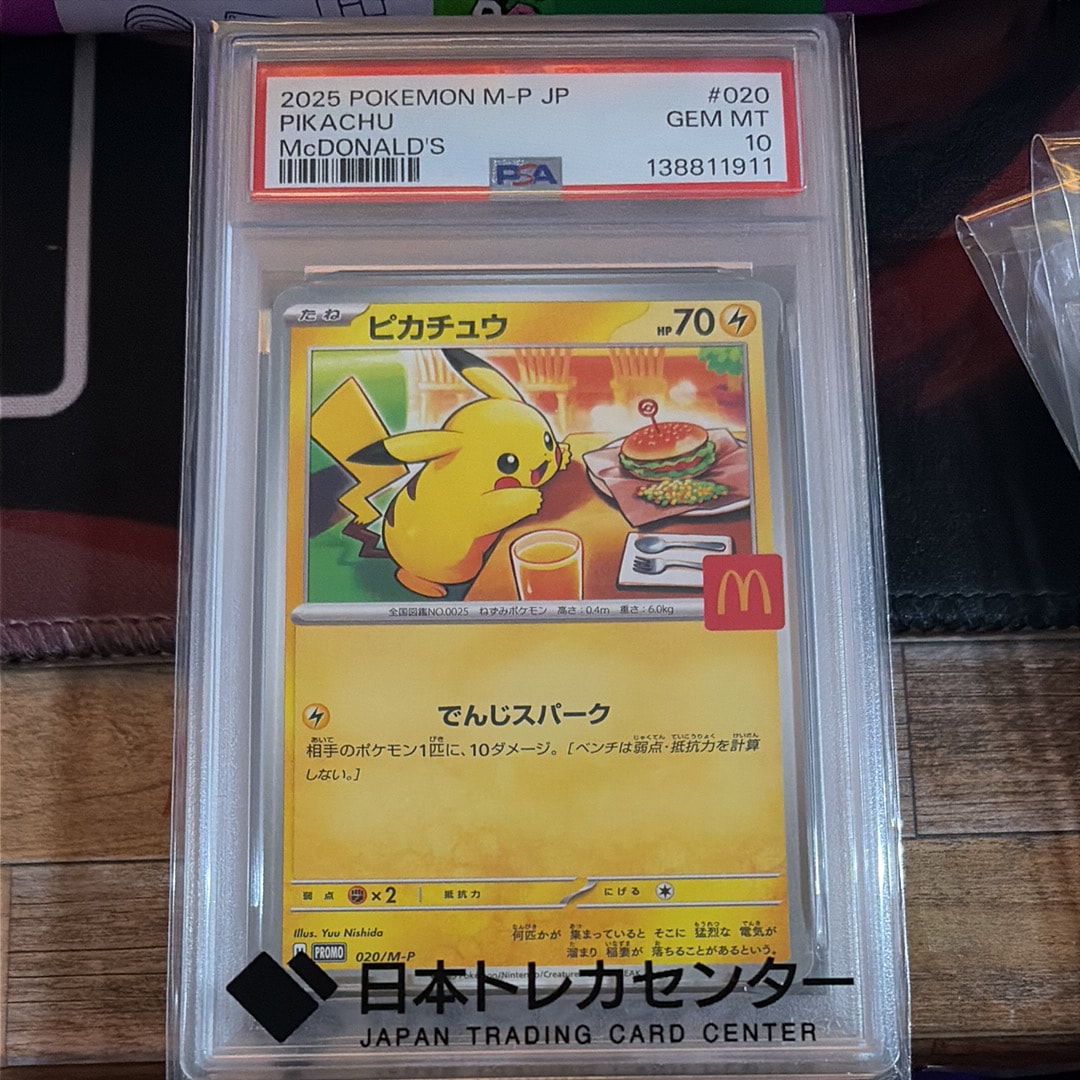 2025 POKEMON M-P JP #020
PIKACHU GEM MT
McDONALD'S 10
PSA 138811911
たね ピカチュウ HP70
全国図鑑NO.0025 ねずみポケモン 高さ:0.4m 重さ:6.0kg
でんじスパーク
相手のポケモン1匹に、10ダメージ。[ベンチは弱点・抵抗力を計算
しない。]
弱点 ×2 抵抗力 にげる
Illus. Yuu Nishida
何匹かが 集まっていると そこに 猛烈な 電気が
溜まり 稲妻が 落ちることがあるという。
PROMO 020/M-P
日本トレカセンター
JAPAN TRADING CARD CENTER